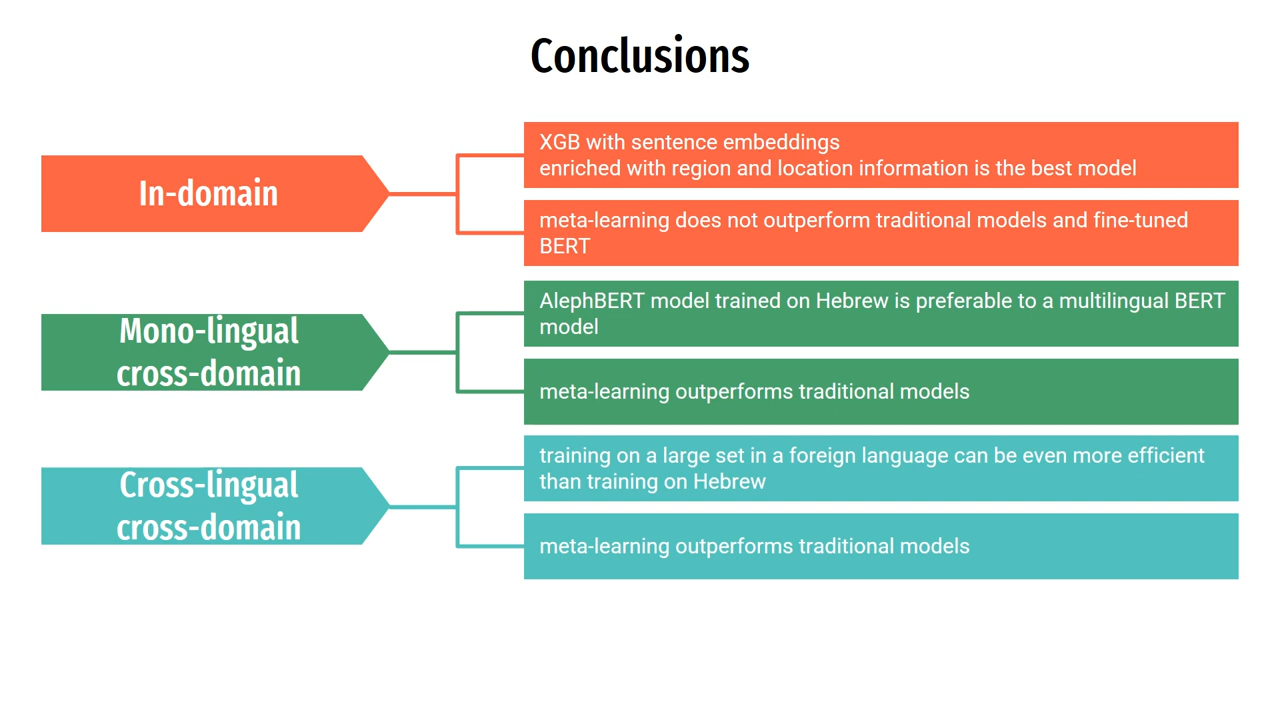 Conclusions
In-domain
XGB with sentence embeddings
enriched with region and location information is the best model
meta-learning does not outperform traditional models and fine-tuned
BERT
Mono-lingual
cross-domain
AlephBERT model trained on Hebrew is preferable to a multilingual BERT
model
meta-learning outperforms traditional models
Cross-lingual
cross-domain
training on a large set in a foreign language can be even more efficient
than training on Hebrew
meta-learning outperforms traditional models